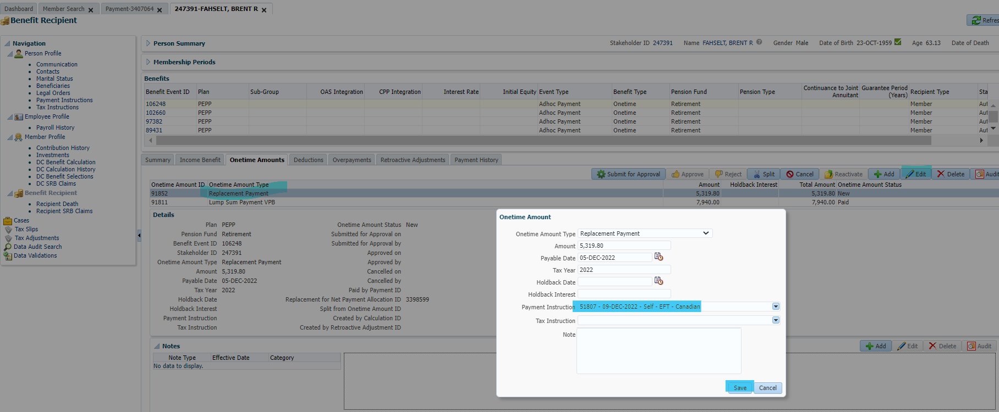 Dashboard Member Search Payment-3407064 247391-FAHSELT, BRENT R
Benefit Recipient
Refres
Navigation
Person Profile
Communication
Contacts
Marital Status
Beneficiaries
Legal Orders
Payment Instructions
Tax Instructions
Employee Profile
Payroll History
Member Profile
Contribution History
Investments
DC Benefit Calculation
DC Calculation History
DC Benefit Selections
DC SRB Claims
Benefit Recipient
Recipient Death
Recipient SRB Claims
Cases
Tax Slips
Tax Adjustments
Data Audit Search
Data Validations
Person Summary Stakeholder ID 247391 Name FAHSELT, BRENT R Gender Male Date of Birth 23-OCT-1959 Age 63.13 Date of Death
Membership Periods
Benefits
Benefit Event ID Plan Sub-Group OAS Integration CPP Integration Interest Rate Initial Equity Event Type Benefit Type Pension Fund Pension Type Continuance to Joint Annuitant Guarantee Period (Years) Recipient Type Sta
106248 PEPP Adhoc Payment Onetime Retirement Member Aut
102660 PEPP Adhoc Payment Onetime Retirement Member Aut
97382 PEPP Adhoc Payment Onetime Retirement Member Aut
89431 PEPP Adhoc Payment Onetime Retirement Member Aut
Summary Income Benefit Onetime Amounts Deductions Overpayments Retroactive Adjustments Payment History
Submit for Approval Approve Reject Split Cancel Reactivate Add Edit Delete Audit
Onetime Amount ID Onetime Amount Type Amount Holdback Interest Total Amount Onetime Amount Status
91852 Replacement Payment 5,319.80 5,319.80 New
91811 Lump Sum Payment VPB 7,940.00 7,940.00 Paid
Details
Plan PEPP Onetime Amount Status New
Pension Fund Retirement Submitted for Approval on
Benefit Event ID 106248 Submitted for Approval by
Stakeholder ID 247391 Approved on
Onetime Amount Type Replacement Payment Approved by
Amount 5,319.80 Cancelled on
Payable Date 05-DEC-2022 Cancelled by
Tax Year 2022 Paid by Payment ID
Holdback Date Replacement for Net Payment Allocation ID 3398599
Holdback Interest Split from Onetime Amount ID
Payment Instruction Created by Calculation ID
Tax Instruction Created by Retroactive Adjustment ID
Onetime Amount
Onetime Amount Type Replacement Payment
Amount 5,319.80
Payable Date 05-DEC-2022
Tax Year 2022
Holdback Date
Holdback Interest
Payment Instruction 51807 - 09-DEC-2022 - Self - EFT - Canadian
Tax Instruction
Note
Save Cancel
Notes
Add Edit Delete Audit
Note Type Effective Date Category
No data to display.